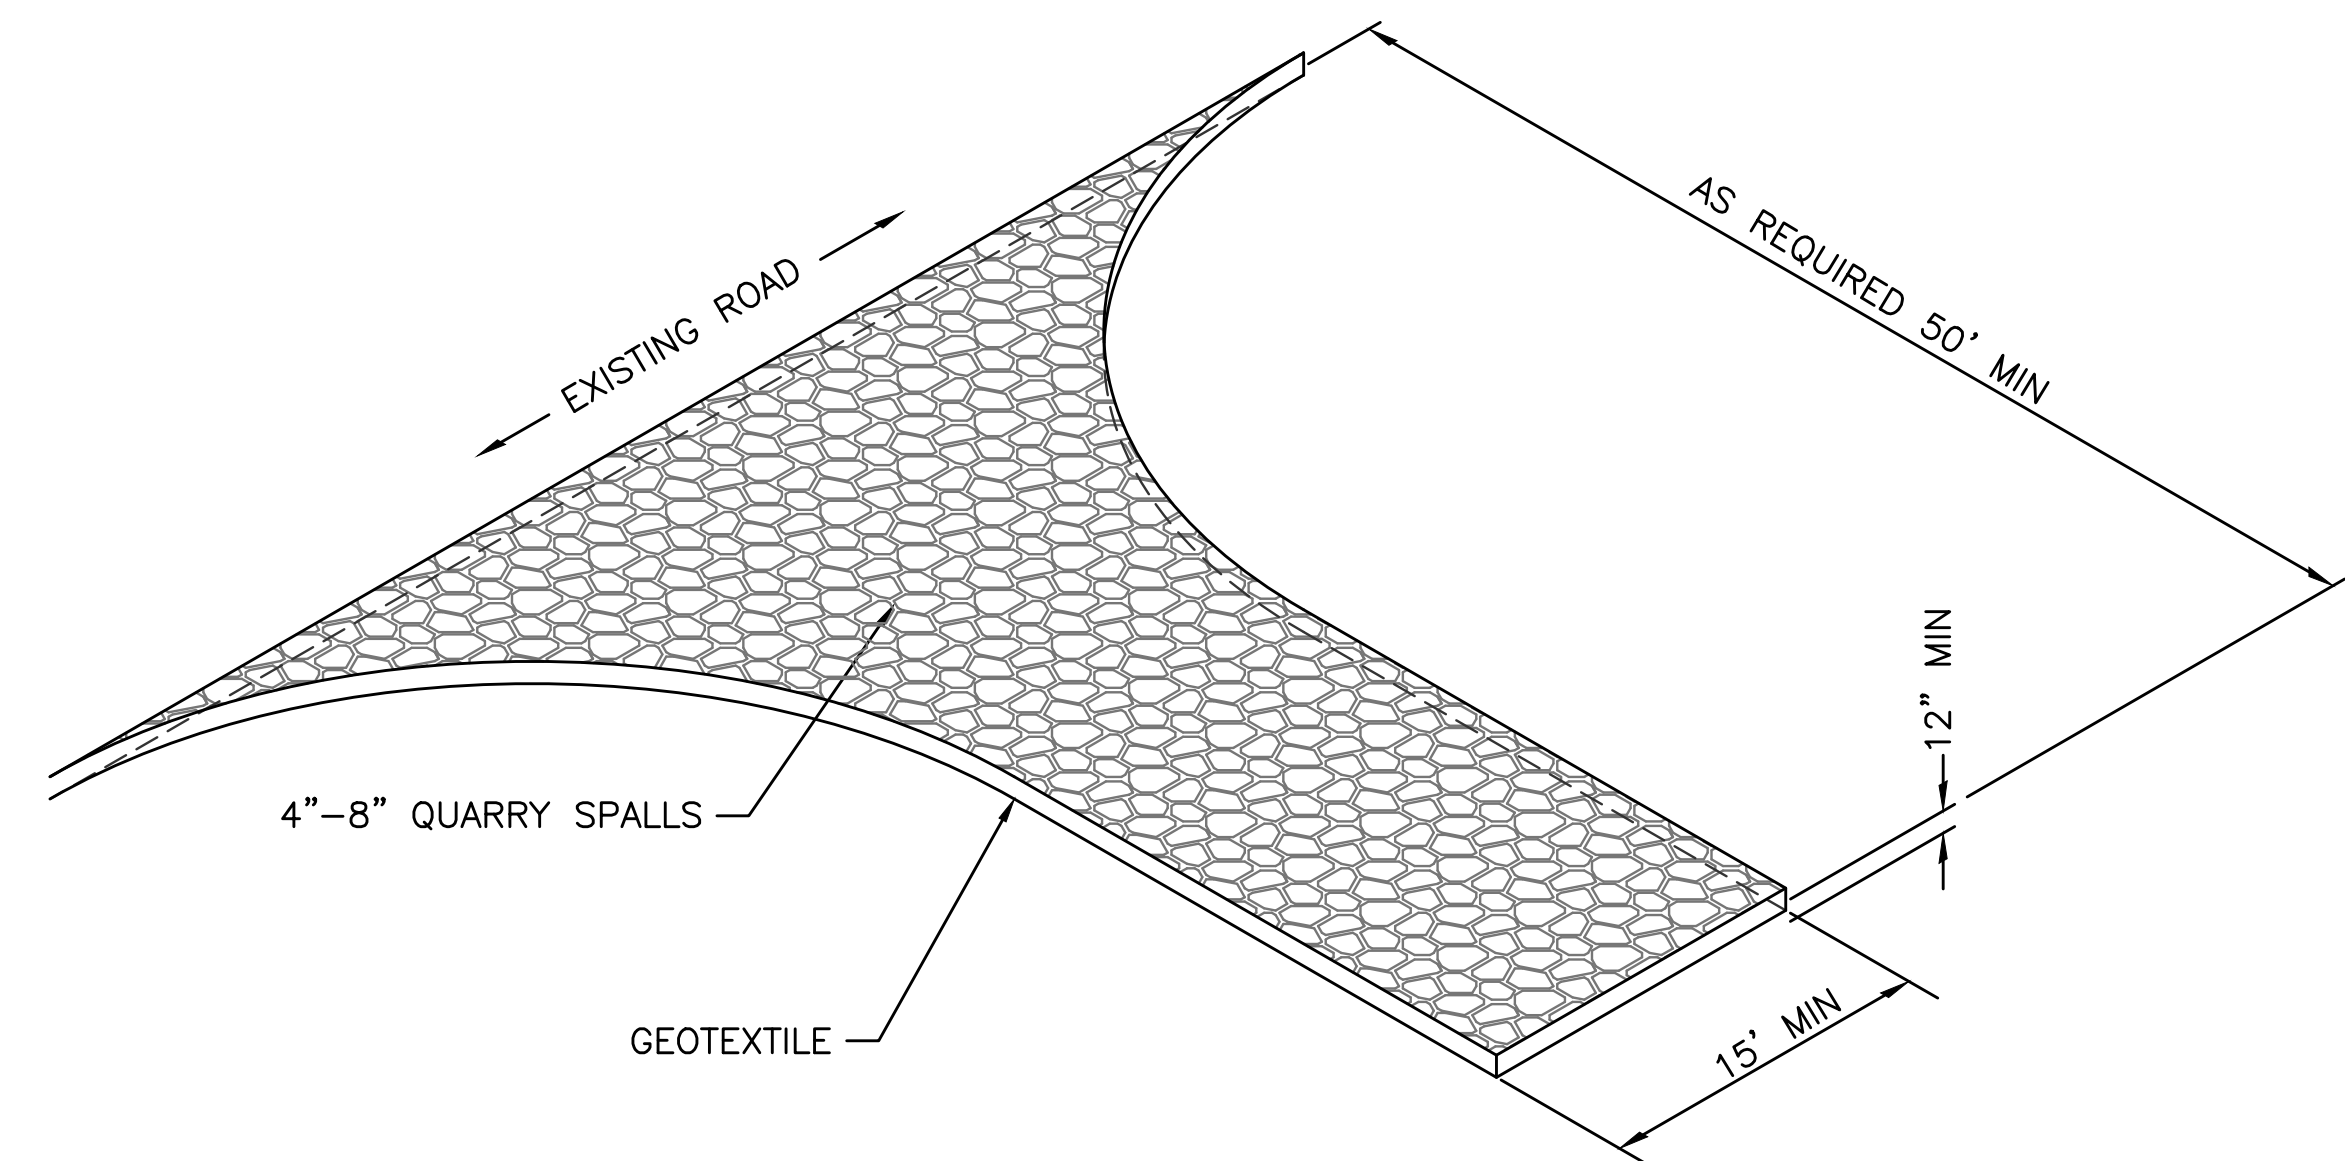 AS REQUIRED 50’ MIN
EXISTING ROAD
12” MIN
4”–8” QUARRY SPALLS
15’ MIN
GEOTEXTILE